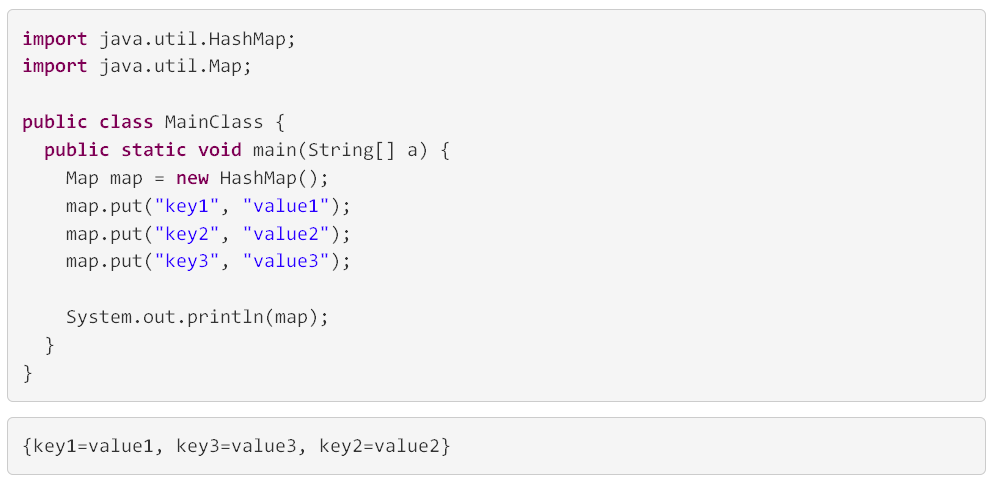 import java.util.HashMap;
import java.util.Map;
public class MainClass {
public static void main(String[] a) {
Map map = new HashMap();
map.put("key1", "value1");
map.put("key2", "value2");
map.put("key3", "value3");
System.out.println(map);
}
}
{key1=value1, key3=value3, key2=value2}